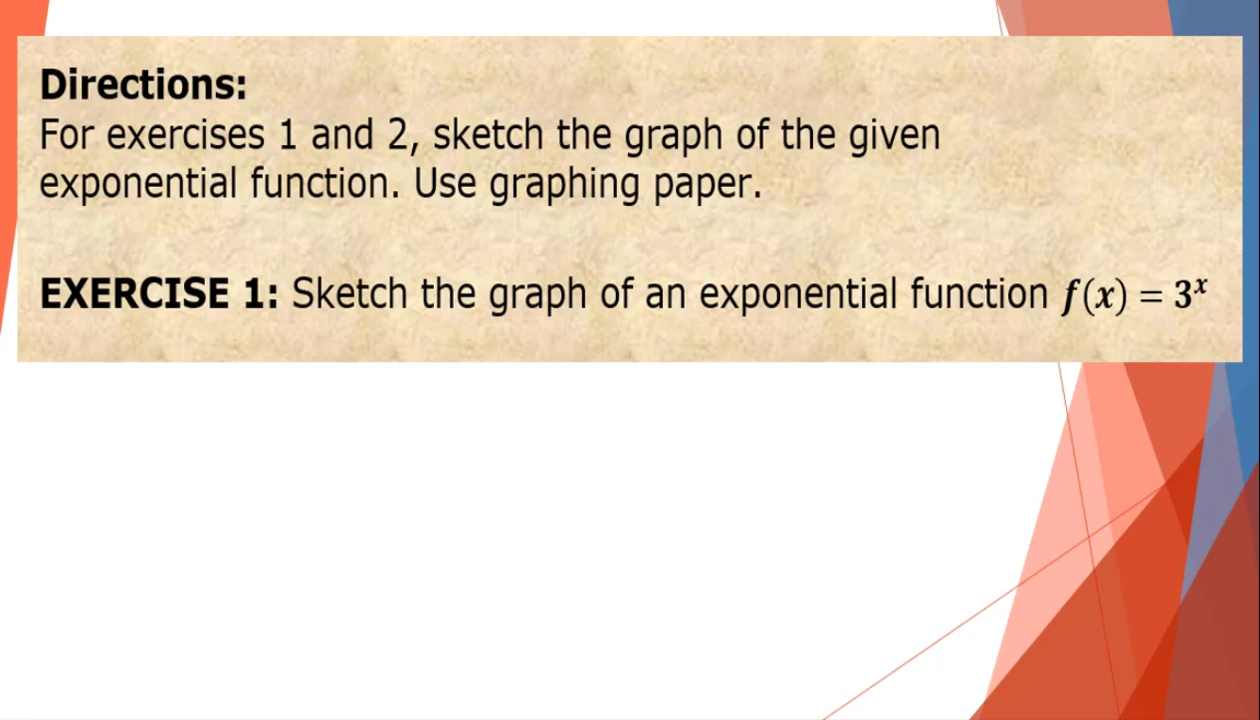 Directions:
For exercises 1 and 2, sketch the graph of the given
exponential function. Use graphing paper.
EXERCISE 1: Sketch the graph of an exponential function f(x) = 3ˣ